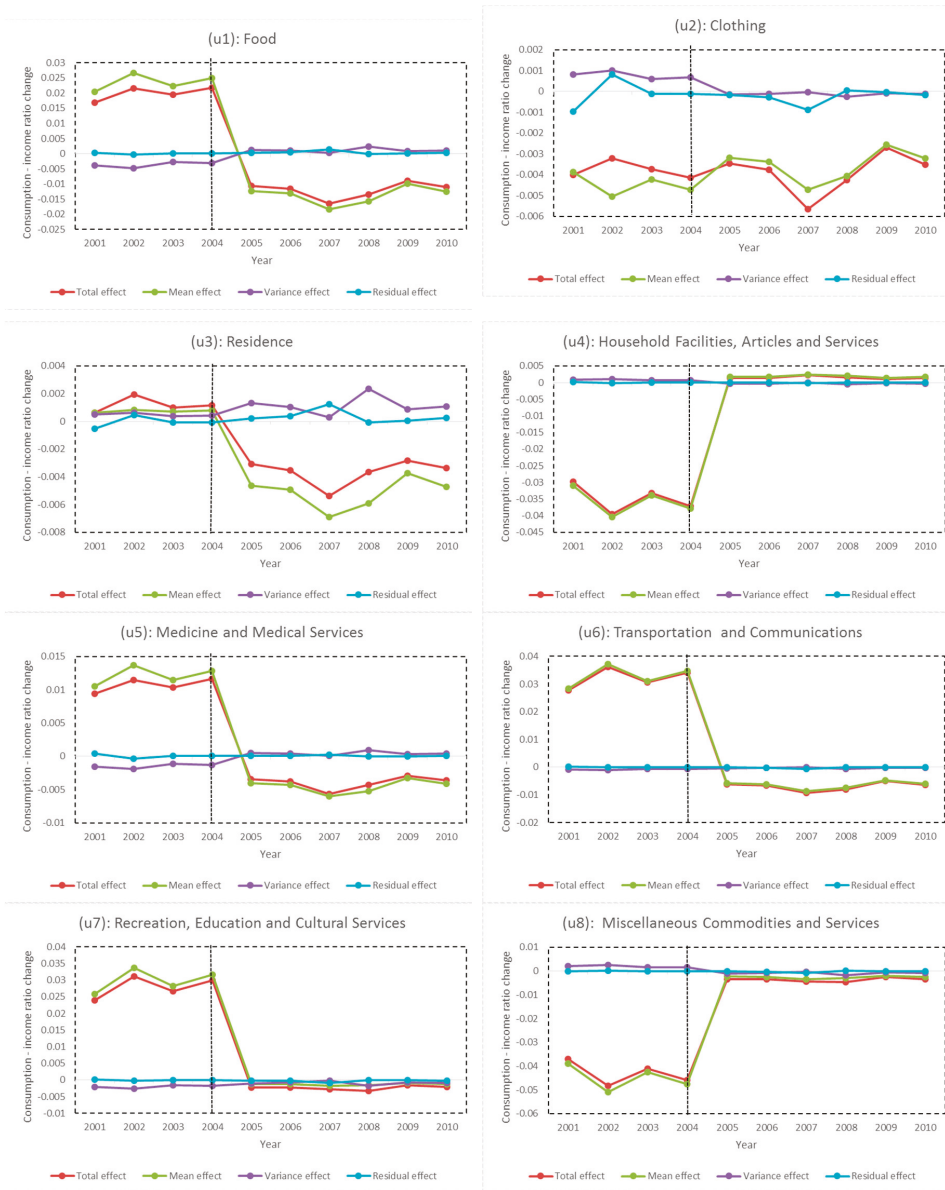 (u1): Food
Consumption - income ratio change
0.03
0.025
0.02
0.015
0.01
0.005
0
-0.005
-0.01
-0.015
-0.02
-0.025
2001 2002 2003 2004 2005 2006 2007 2008 2009 2010
Year
Total effect Mean effect Variance effect Residual effect
(u2): Clothing
Consumption - income ratio change
0.002
0.001
0
-0.001
-0.002
-0.003
-0.004
-0.005
-0.006
2001 2002 2003 2004 2005 2006 2007 2008 2009 2010
Year
Total effect Mean effect Variance effect Residual effect
(u3): Residence
Consumption - income ratio change
0.004
0.002
0
-0.002
-0.004
-0.006
-0.008
2001 2002 2003 2004 2005 2006 2007 2008 2009 2010
Year
Total effect Mean effect Variance effect Residual effect
(u4): Household Facilities, Articles and Services
Consumption - income ratio change
0.005
0
-0.005
-0.01
-0.015
-0.02
-0.025
-0.03
-0.035
-0.04
-0.045
2001 2002 2003 2004 2005 2006 2007 2008 2009 2010
Year
Total effect Mean effect Variance effect Residual effect
(u5): Medicine and Medical Services
Consumption - income ratio change
0.015
0.01
0.005
0
-0.005
-0.01
2001 2002 2003 2004 2005 2006 2007 2008 2009 2010
Year
Total effect Mean effect Variance effect Residual effect
(u6): Transportation and Communications
Consumption - income ratio change
0.04
0.03
0.02
0.01
0
-0.01
-0.02
2001 2002 2003 2004 2005 2006 2007 2008 2009 2010
Year
Total effect Mean effect Variance effect Residual effect
(u7): Recreation, Education and Cultural Services
Consumption - income ratio change
0.04
0.035
0.03
0.025
0.02
0.015
0.01
0.005
0
-0.005
-0.01
2001 2002 2003 2004 2005 2006 2007 2008 2009 2010
Year
Total effect Mean effect Variance effect Residual effect
(u8): Miscellaneous Commodities and Services
Consumption - income ratio change
0.01
0
-0.01
-0.02
-0.03
-0.04
-0.05
-0.06
2001 2002 2003 2004 2005 2006 2007 2008 2009 2010
Year
Total effect Mean effect Variance effect Residual effect